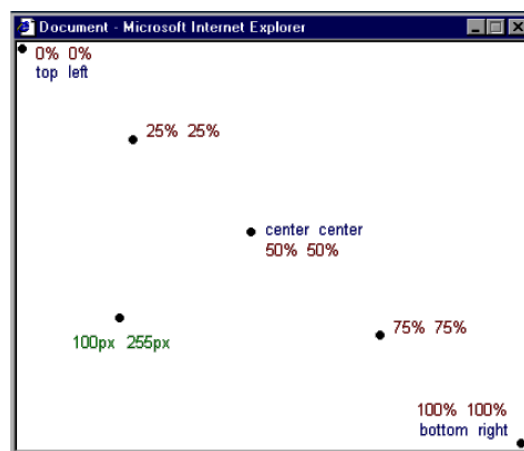 Document - Microsoft Internet Explorer
0% 0%
top left
25% 25%
center center
50% 50%
100px 255px
75% 75%
100% 100%
bottom right